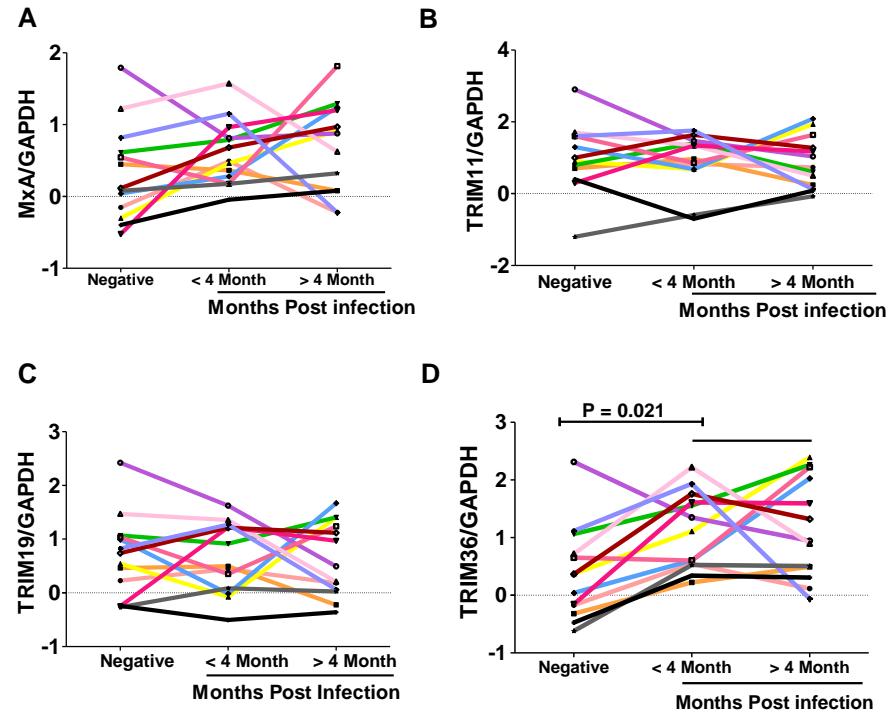 A
MxA/GAPDH
2
1
0
-1
Negative
< 4 Month
> 4 Month
Months Post infection
B
TRIM11/GAPDH
4
2
0
-2
Negative
< 4 Month
> 4 Month
Months Post infection
C
TRIM19/GAPDH
3
2
1
0
-1
Negative
< 4 Month
> 4 Month
Months Post Infection
D
P = 0.021
TRIM36/GAPDH
3
2
1
0
-1
Negative
< 4 Month
> 4 Month
Months Post infection